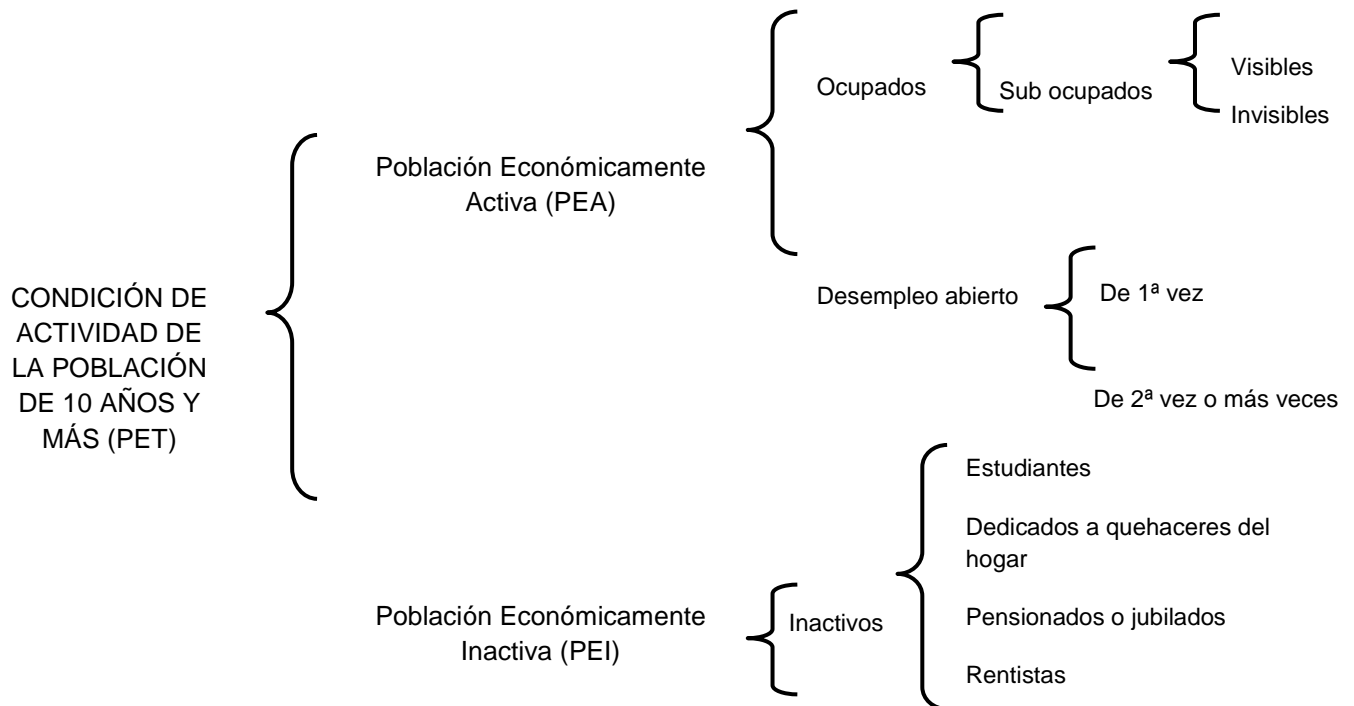 CONDICIÓN DE
ACTIVIDAD DE
LA POBLACIÓN
DE 10 AÑOS Y
MÁS (PET)
Población Económicamente
Activa (PEA)
Ocupados
Sub ocupados
Visibles
Invisibles
Desempleo abierto
De 1ª vez
De 2ª vez o más veces
Población Económicamente
Inactiva (PEI)
Inactivos
Estudiantes
Dedicados a quehaceres del
hogar
Pensionados o jubilados
Rentistas